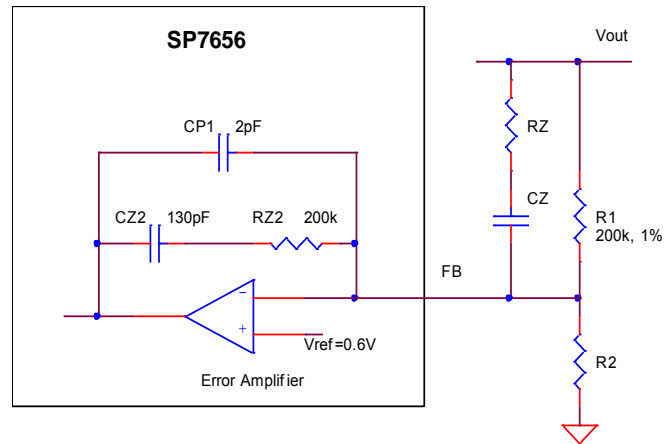 SP7656
Vout
CP1 2pF
RZ
CZ2 130pF RZ2 200k
CZ
R1
200k, 1%
FB
−
+
Vref=0.6V
R2
Error Amplifier